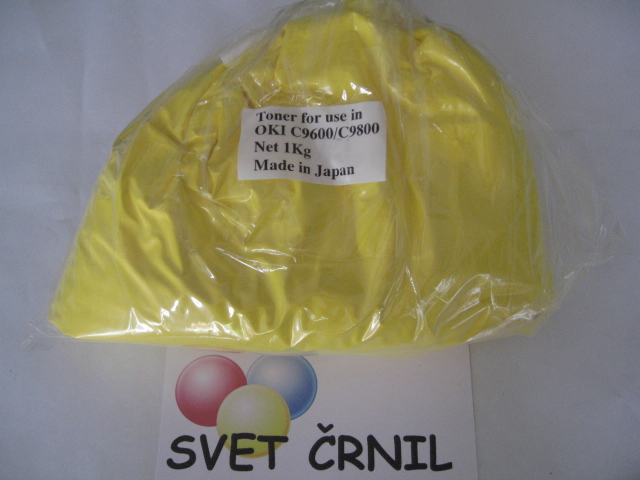 Toner for use in
OKI C9600/C9800
Net 1Kg
Made in Japan
SVET ČRNIL